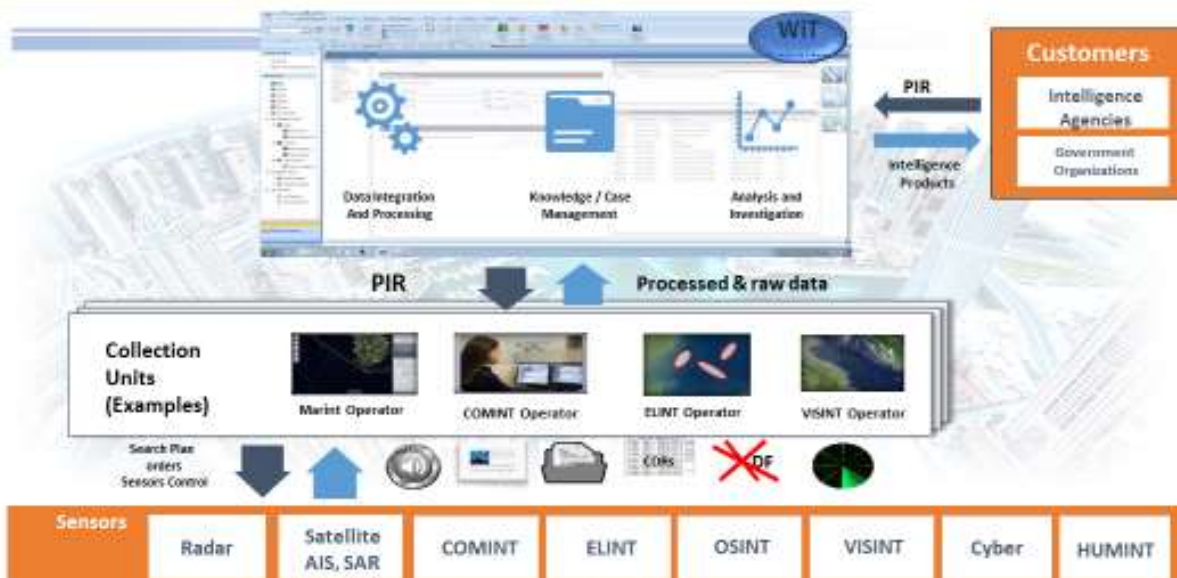 WiT
Customers
Intelligence
Agencies
Government
Organizations
PIR
Intelligence
Products
Data Integration
And Processing
Knowledge / Case
Management
Analysis and
Investigation
PIR
Processed & raw data
Collection
Units
(Examples)
Marint Operator
COMINT Operator
ELINT Operator
VISINT Operator
Search Plan
orders
Sensors Control
CDRs
DF
Sensors
Radar
Satellite
AIS, SAR
COMINT
ELINT
OSINT
VISINT
Cyber
HUMINT